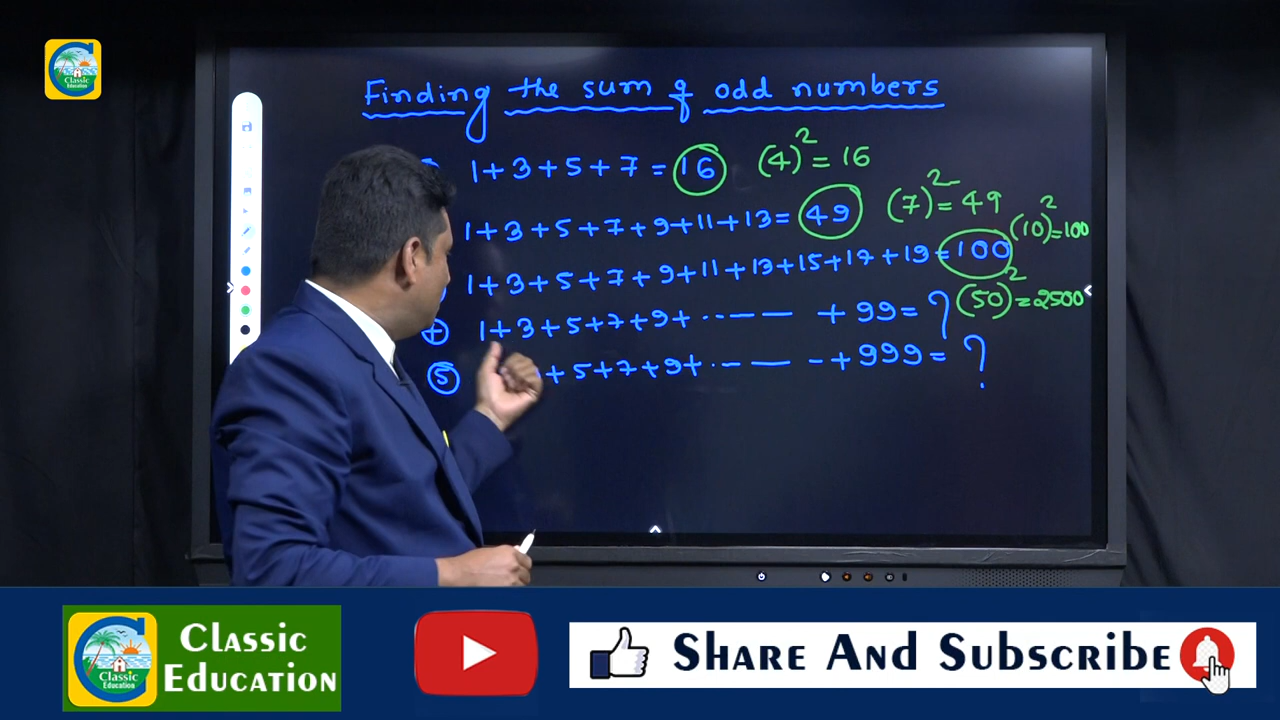 Classic
Education
Finding the sum of odd numbers
1+3+5+7=16 (4)²=16
1+3+5+7+9+11+13=49 (7)²=49
1+3+5+7+9+11+13+15+17+19=100 (10)²=100
④ 1+3+5+7+9+·----- +99=? (50)²=2500
⑤ +5+7+9+·-- — -+999=?
Classic
Education
Classic
Education
Share And Subscribe